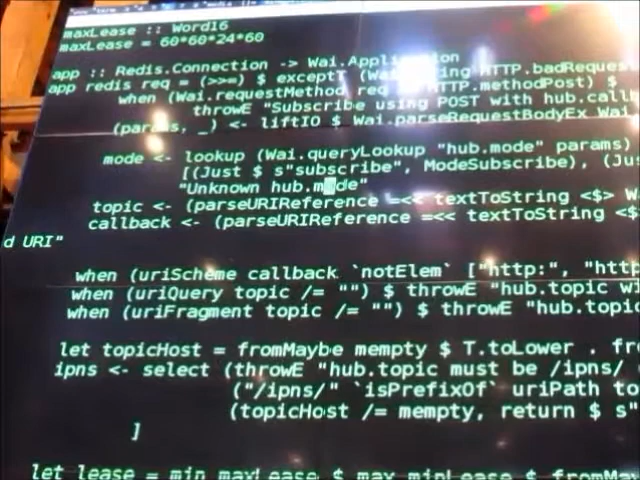 maxLease :: Word16
maxLease = 60*60*24*60
app :: Redis.Connection -> Wai.Application
app redis req = (>>=) $ exceptT (Wai HTTP.badReques
when (Wai.requestMethod req HTTP.methodPost) $
throwE "Subscribe using POST with hub.call
(params, _) <- liftIO $ Wai.parseRequestBodyEx Wai
mode <- lookup (Wai.queryLookup "hub.mode" params)
[(Just $ s"subscribe", ModeSubscribe), (Ju
"Unknown hub.mode"
topic <- (parseURIReference =<< textToString <$> W
callback <- (parseURIReference =<< textToString <$
d URI"
when (uriScheme callback `notElem` ["http:", "http
when (uriQuery topic /= "") $ throwE "hub.topic wi
when (uriFragment topic /= "") $ throwE "hub.topic
let topicHost = fromMaybe mempty $ T.toLower . fr
ipns <- select (throwE "hub.topic must be /ipns/
("/ipns/" `isPrefixOf` uriPath to
(topicHost /= mempty, return $ s"
]
let lease = min maxLease $ max minLease $ fromMa